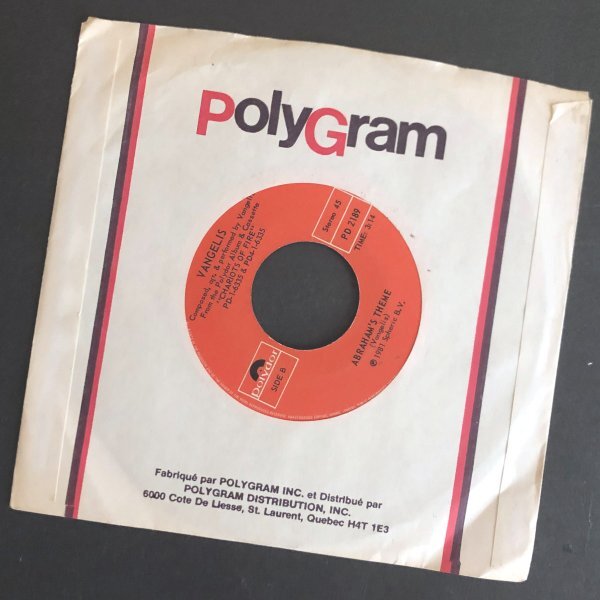 PolyGram
VANGELIS
Composed, arr. & performed by Vangelis
From the Polydor Album & Cassette
"CHARIOTS OF FIRE"
PD-1-6335 & PD4-1-6335
Stereo 45
PD 2189
TIME: 3:14
ABRAHAM'S THEME
(Vangelis)
℗ 1981 Spheric B.V.
polydor
SIDE B
Fabriqué par POLYGRAM INC. et Distribué par
POLYGRAM DISTRIBUTION, INC.
6000 Cote De Liesse, St. Laurent, Quebec H4T 1E3